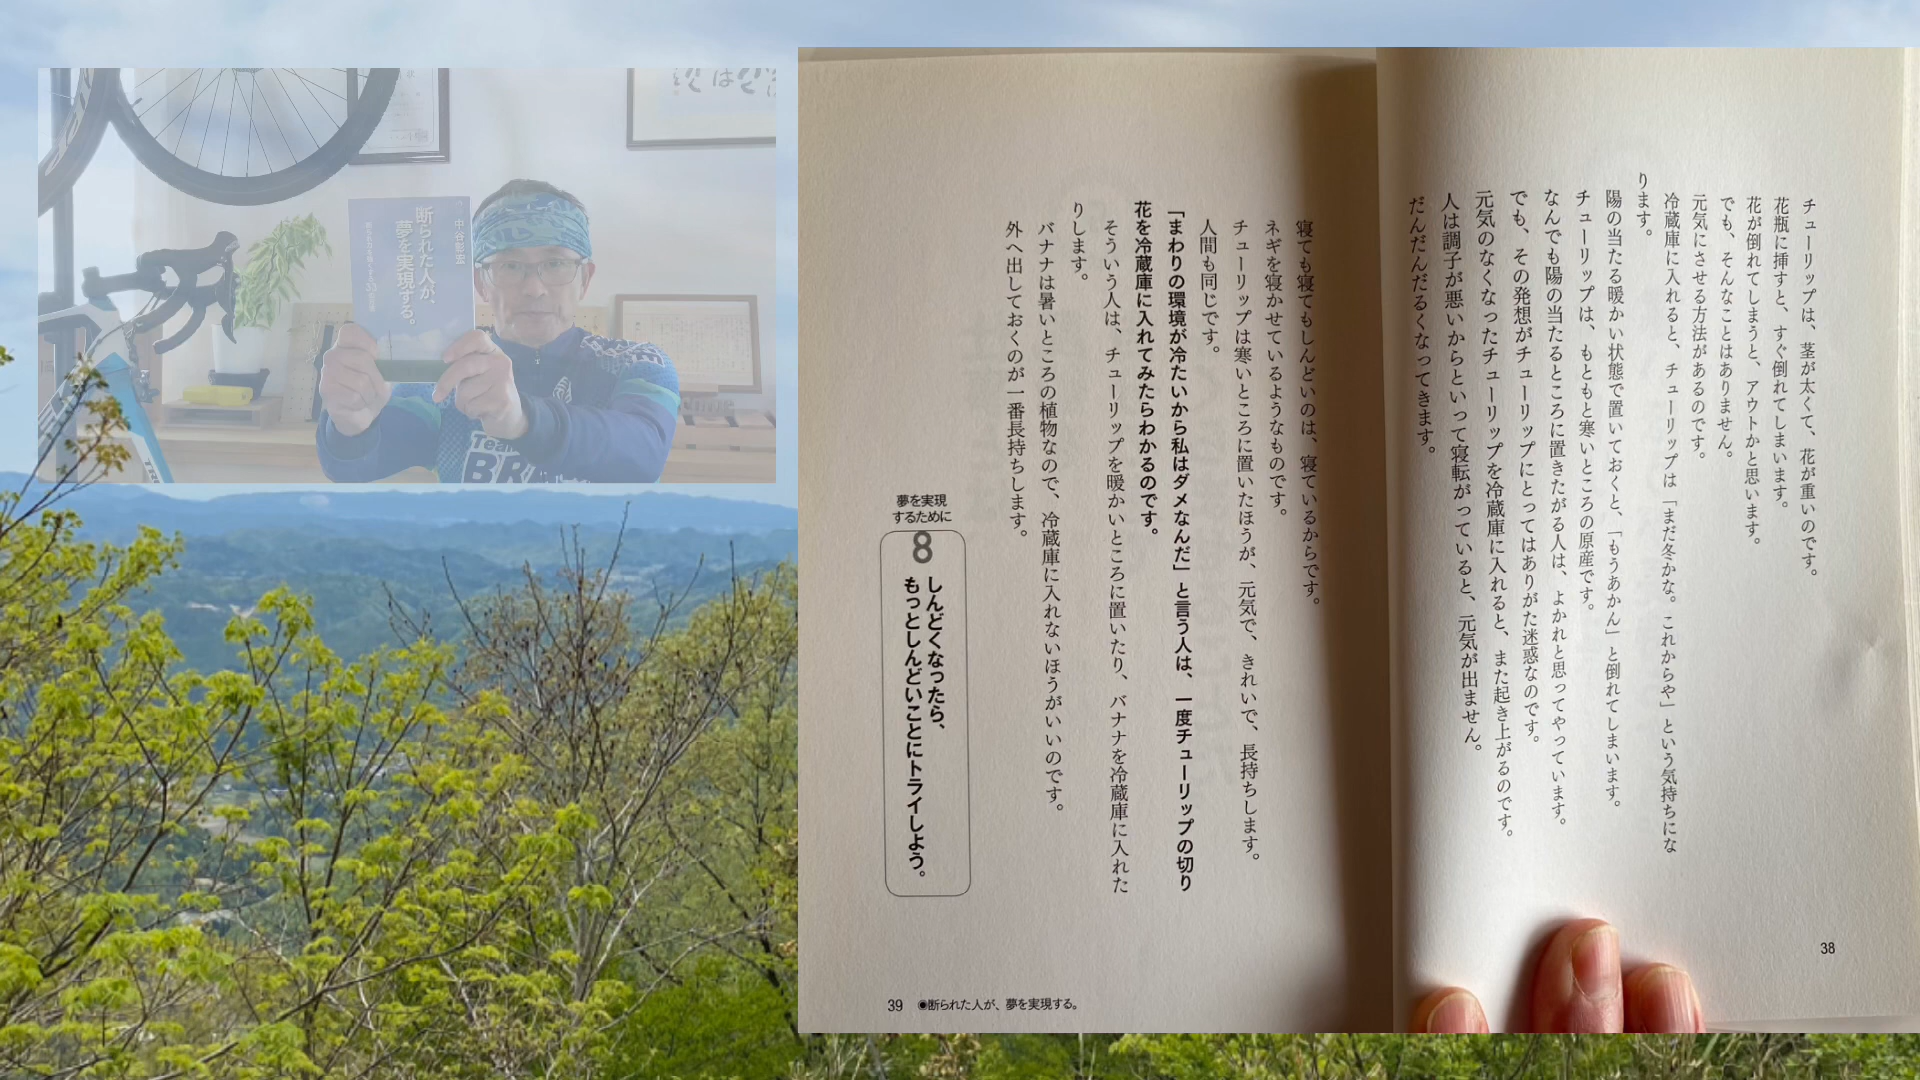 中谷彰宏
断られた人が、
夢を実現する。
Team
BR
チューリップは、茎が太くて、花が重いのです。
花瓶に挿すと、すぐ倒れてしまいます。
花が倒れてしまうと、アウトかと思います。
でも、そんなことはありません。
元気にさせる方法があるのです。
冷蔵庫に入れると、チューリップは「まだ冬かな。これからや」という気持ちにな
ります。
陽の当たる暖かい状態で置いておくと、「もうあかん」と倒れてしまいます。
チューリップは、もともと寒いところの原産です。
なんでも陽の当たるところに置きたがる人は、よかれと思ってやっています。
でも、その発想がチューリップにとってはありがた迷惑なのです。
元気のなくなったチューリップを冷蔵庫に入れると、また起き上がるのです。
人は調子が悪いからといって寝転がっていると、元気が出ません。
だんだんだるくなってきます。
38
寝ても寝てもしんどいのは、寝ているからです。
ネギを寝かせているようなものです。
チューリップは寒いところに置いたほうが、元気で、きれいで、長持ちします。
人間も同じです。
「まわりの環境が冷たいから私はダメなんだ」と言う人は、一度チューリップの切り
花を冷蔵庫に入れてみたらわかるのです。
そういう人は、チューリップを暖かいところに置いたり、バナナを冷蔵庫に入れた
りします。
バナナは暑いところの植物なので、冷蔵庫に入れないほうがいいのです。
外へ出しておくのが一番長持ちします。
夢を実現
するために
8
しんどくなったら、
もっとしんどいことにトライしよう。
39 ◉断られた人が、夢を実現する。